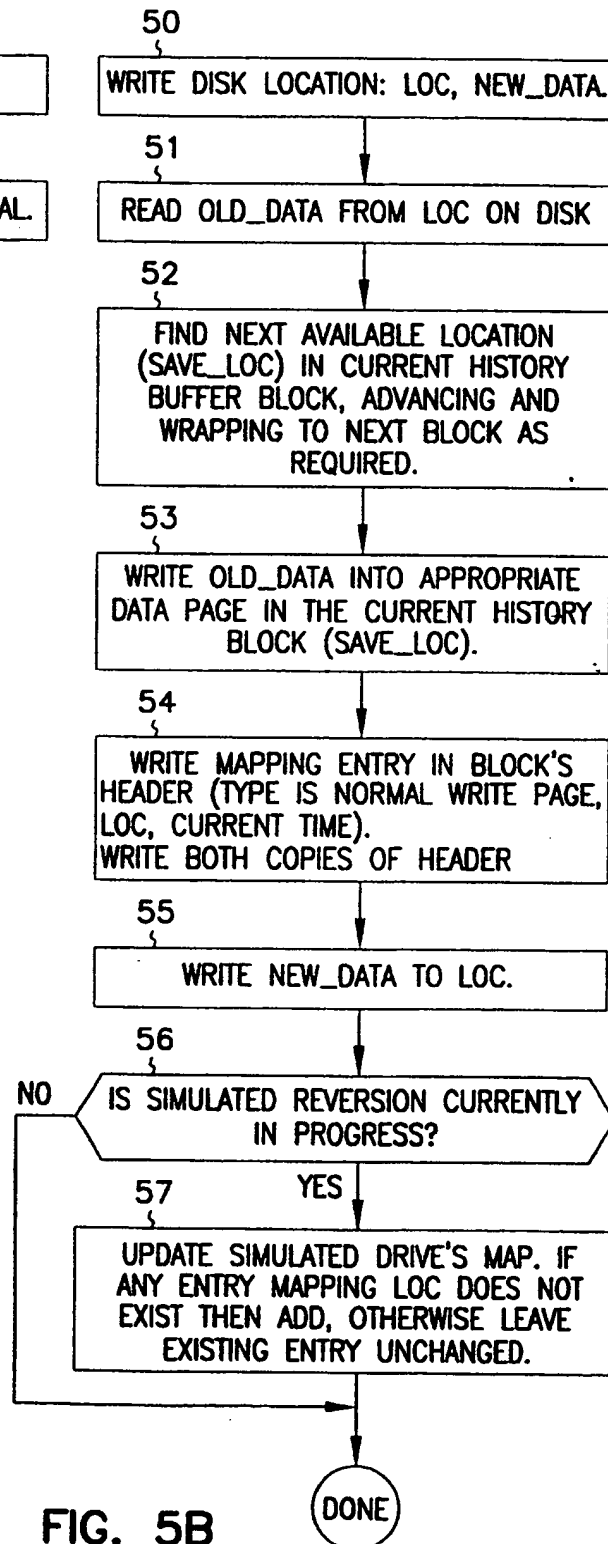 50
WRITE DISK LOCATION: LOC, NEW_DATA.
51
AL.
READ OLD_DATA FROM LOC ON DISK
52
FIND NEXT AVAILABLE LOCATION
(SAVE_LOC) IN CURRENT HISTORY
BUFFER BLOCK, ADVANCING AND
WRAPPING TO NEXT BLOCK AS
REQUIRED.
53
WRITE OLD_DATA INTO APPROPRIATE
DATA PAGE IN THE CURRENT HISTORY
BLOCK (SAVE_LOC).
54
WRITE MAPPING ENTRY IN BLOCK'S
HEADER (TYPE IS NORMAL WRITE PAGE,
LOC, CURRENT TIME).
WRITE BOTH COPIES OF HEADER
55
WRITE NEW_DATA TO LOC.
56
NO
IS SIMULATED REVERSION CURRENTLY
IN PROGRESS?
YES
57
UPDATE SIMULATED DRIVE'S MAP. IF
ANY ENTRY MAPPING LOC DOES NOT
EXIST THEN ADD, OTHERWISE LEAVE
EXISTING ENTRY UNCHANGED.
DONE
FIG. 5B